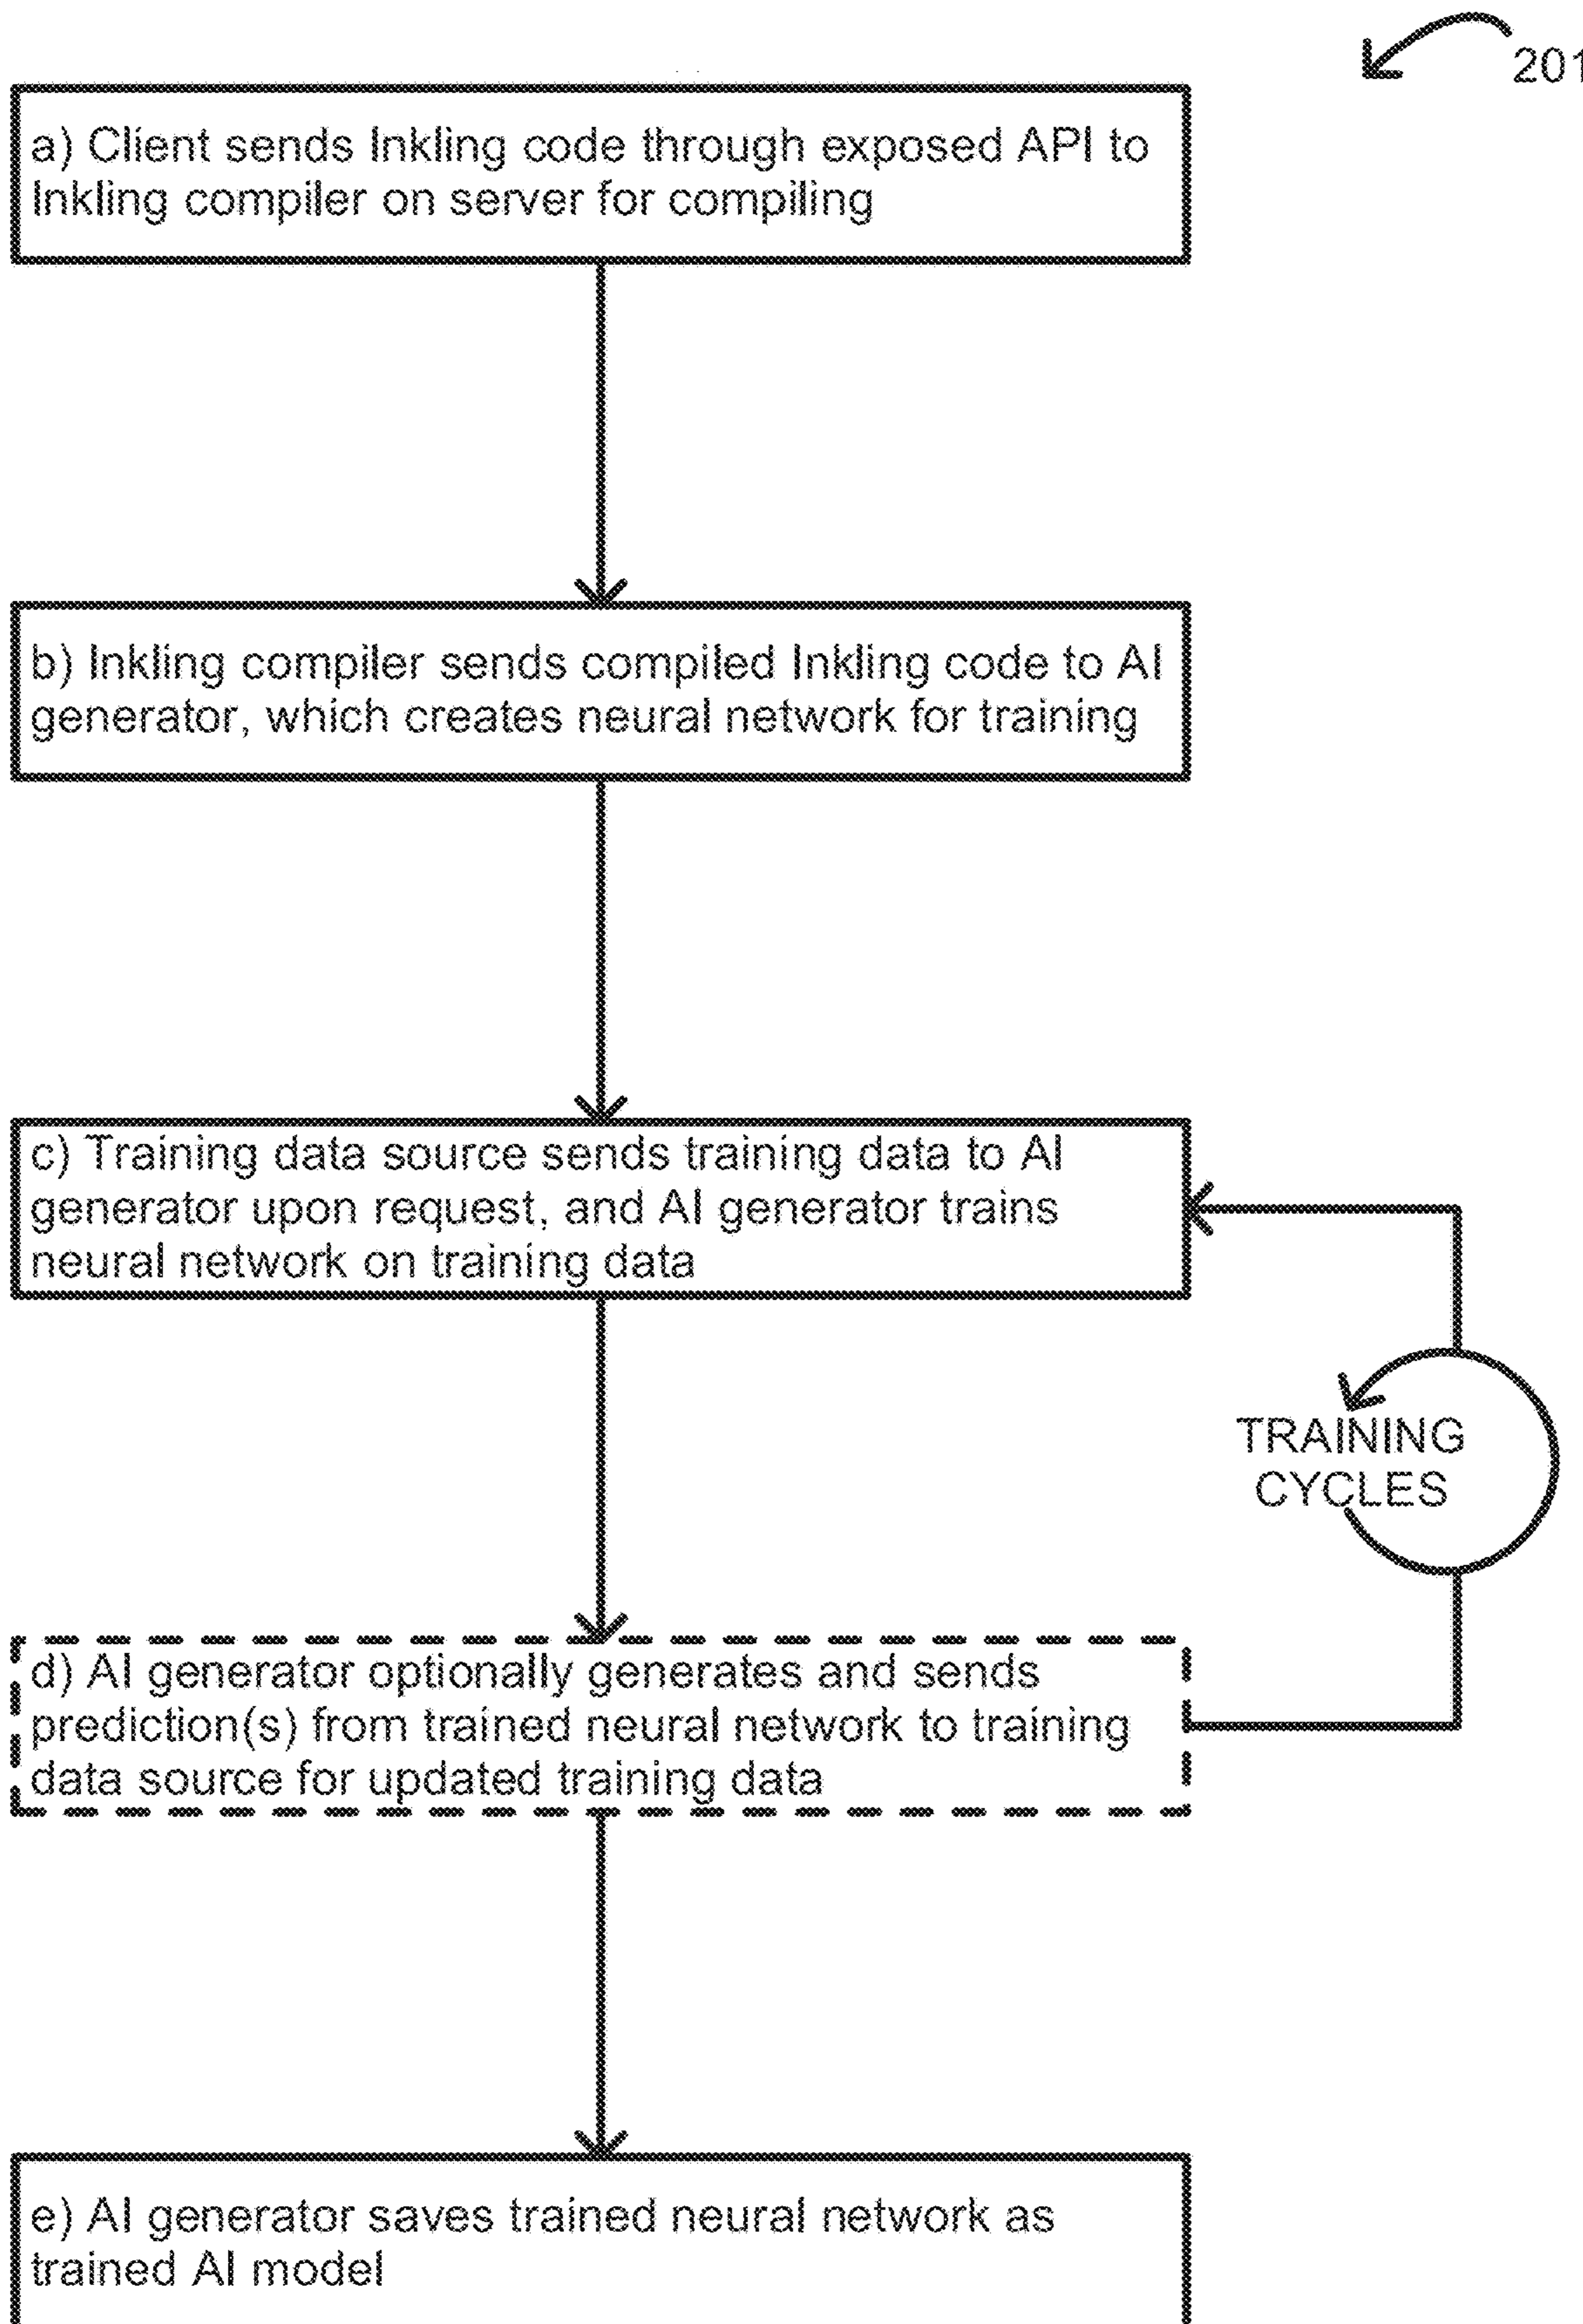 201
a) Client sends Inkling code through exposed API to
Inkling compiler on server for compiling
b) Inkling compiler sends compiled Inkling code to AI
generator, which creates neural network for training
c) Training data source sends training data to AI
generator upon request, and AI generator trains
neural network on training data
TRAINING
CYCLES
d) AI generator optionally generates and sends
prediction(s) from trained neural network to training
data source for updated training data
e) AI generator saves trained neural network as
trained AI model